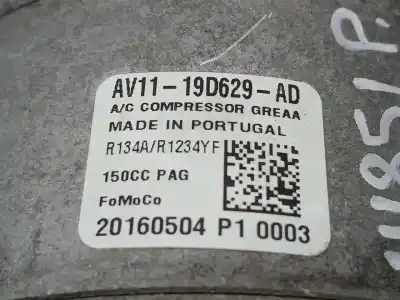 AV11-19D629-AD
A/C COMPRESSOR GREAA
MADE IN PORTUGAL
R134A/R1234YF
150CC PAG
FoMoCo
20160504 P1 0003